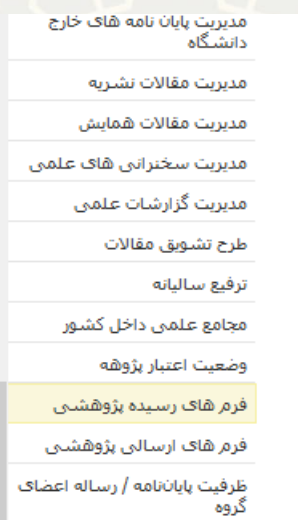 مدیریت پایان نامه های خارج
دانشگاه
مدیریت مقالات نشریه
مدیریت مقالات همایش
مدیریت سخنرانی های علمی
مدیریت گزارشات علمی
طرح تشویق مقالات
ترفیع سالیانه
مجامع علمی داخل کشور
وضعیت اعتبار پژوهه
فرم های رسیده پژوهشی
فرم های ارسالی پژوهشی
ظرفیت پایان‌نامه / رساله اعضای
گروه